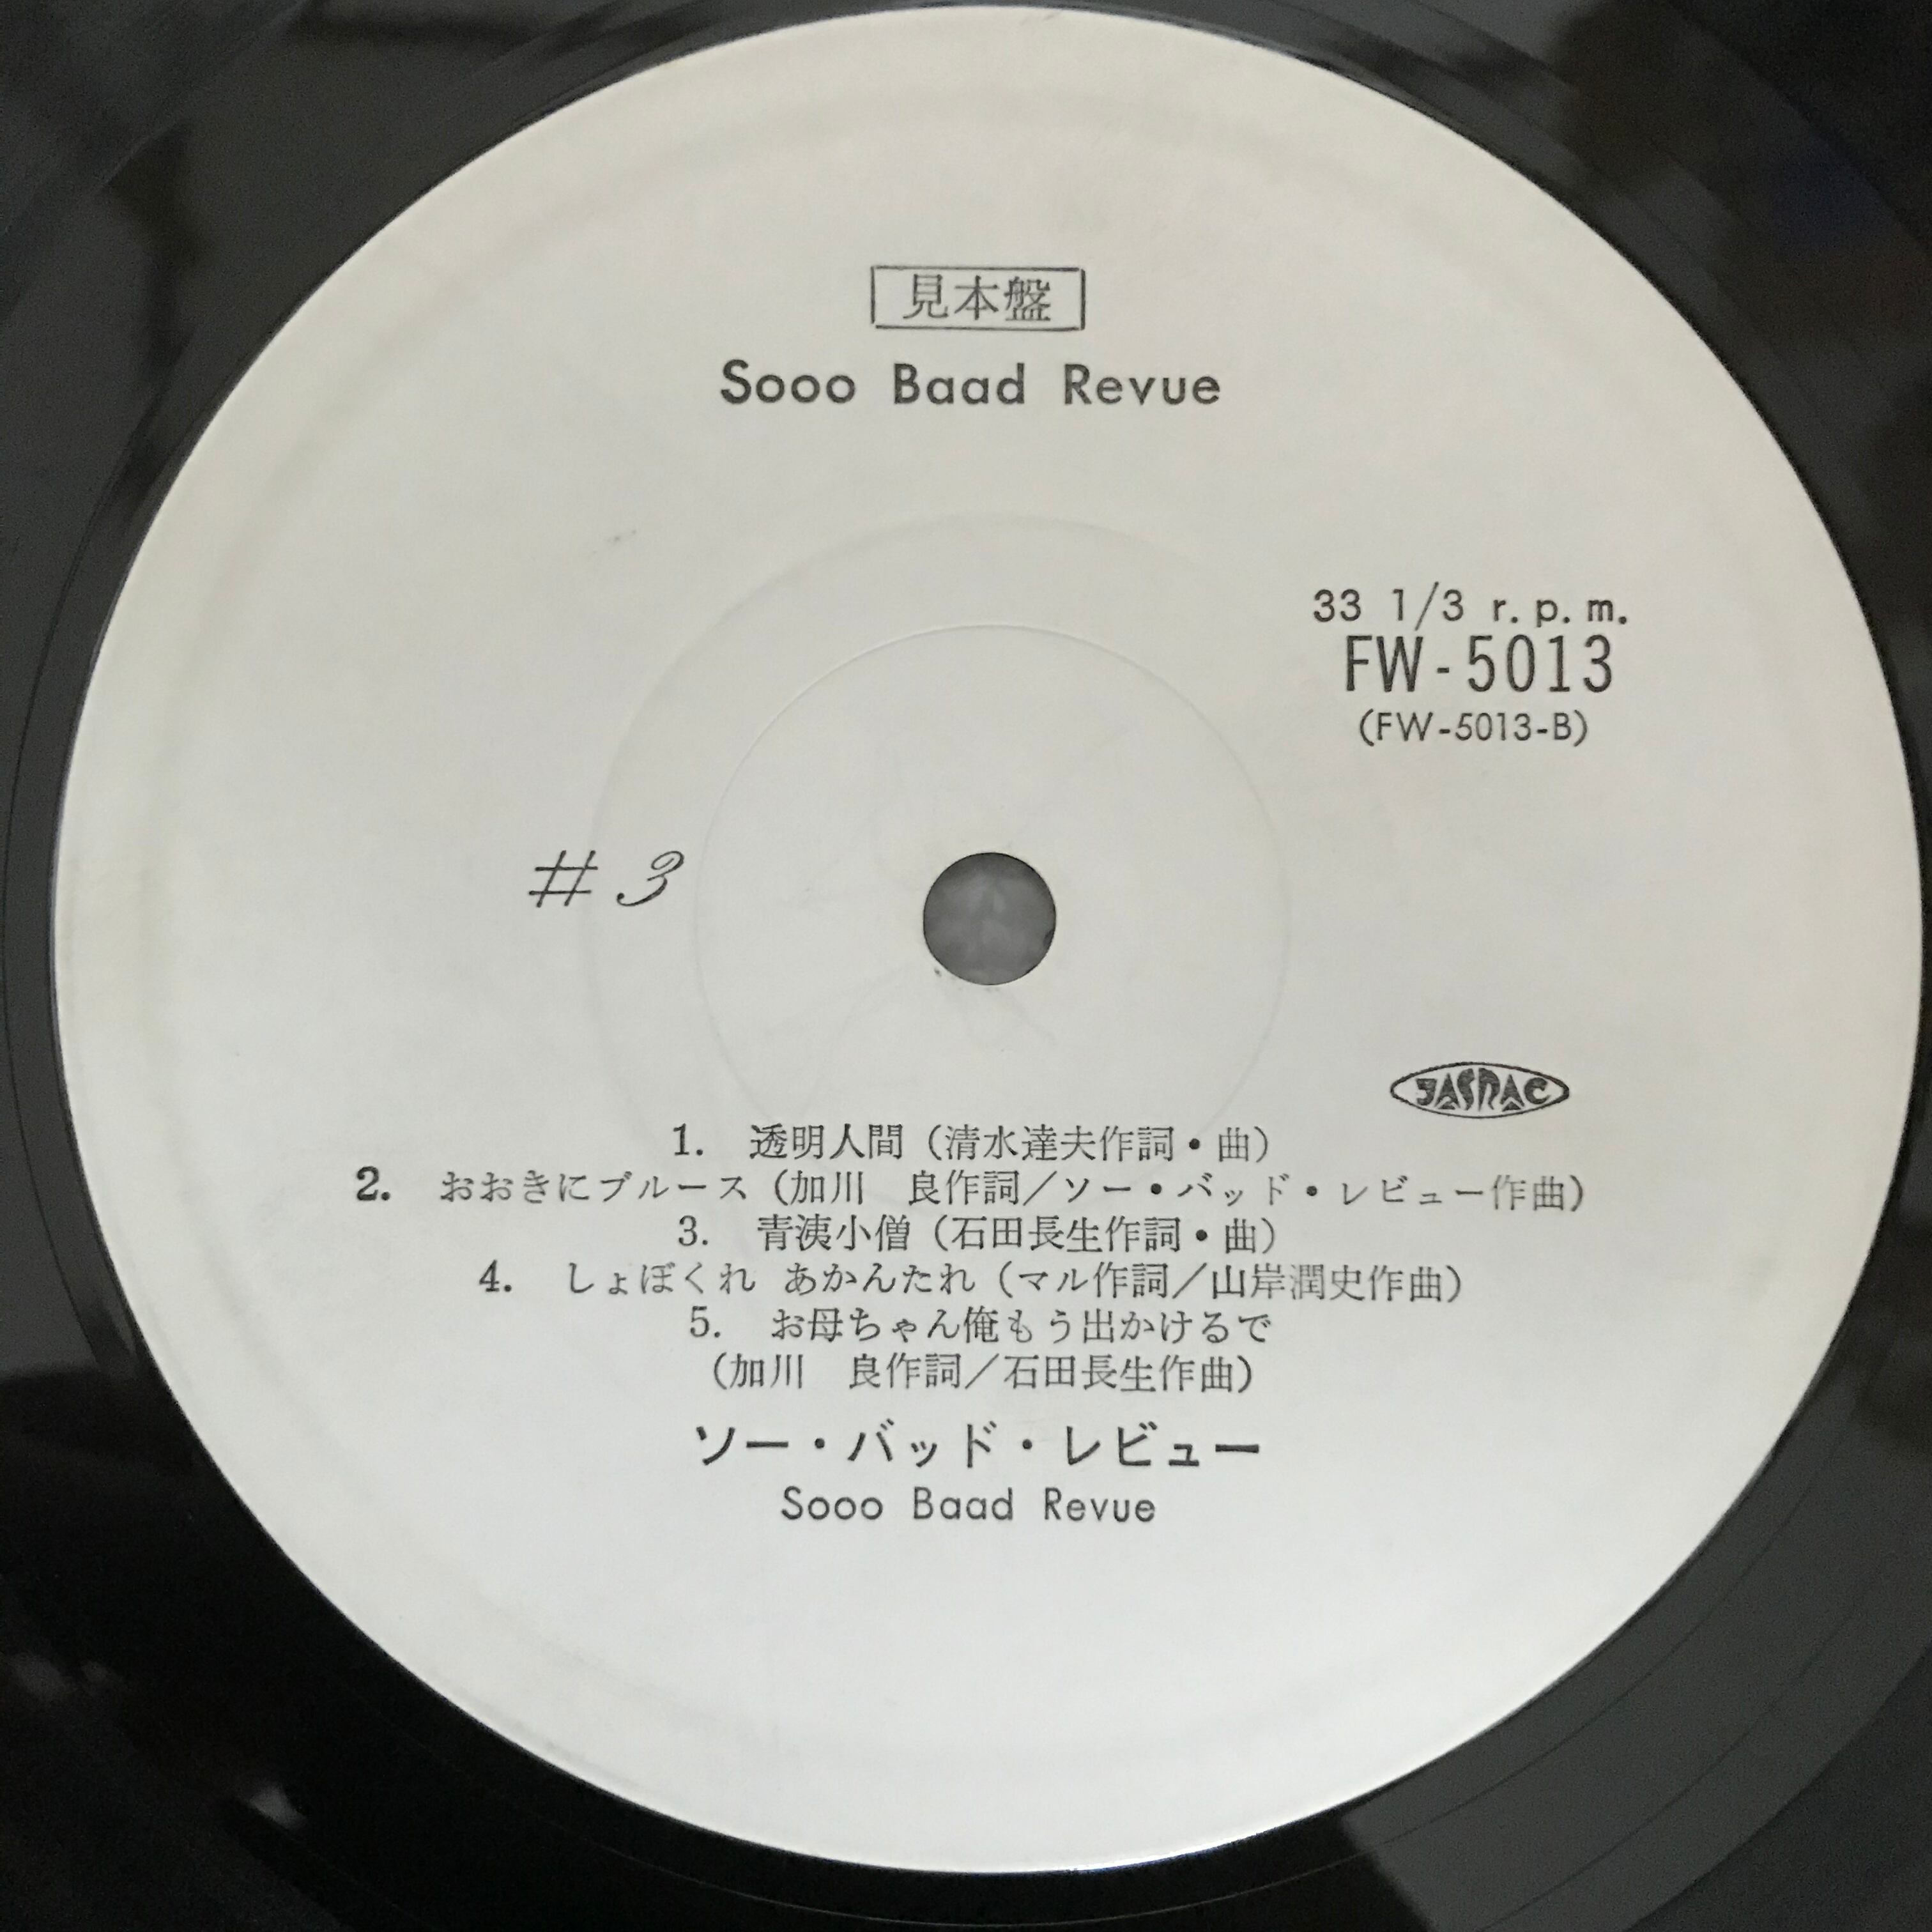 見本盤
Sooo Baad Revue
33 1/3 r.p.m.
FW-5013
(FW-5013-B)
#3
JASRAC
1. 透明人間（清水達夫作詞・曲）
2. おおきにブルース（加川　良作詞／ソー・バッド・レビュー作曲）
3. 青洟小僧（石田長生作詞・曲）
4. しょぼくれ あかんたれ（マル作詞／山岸潤史作曲）
5. お母ちゃん俺もう出かけるで
（加川　良作詞／石田長生作曲）
ソー・バッド・レビュー
Sooo Baad Revue